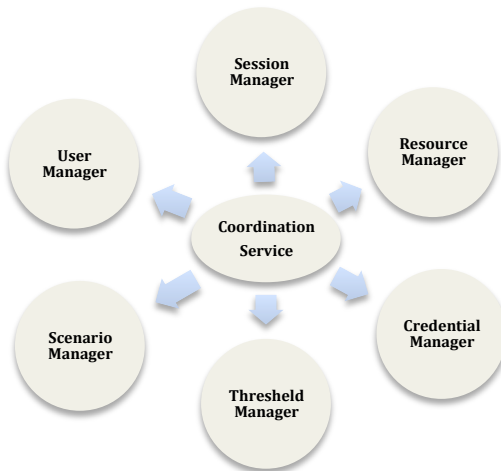 Session
Manager
User
Manager
Resource
Manager
Coordination
Service
Scenario
Manager
Credential
Manager
Thresheld
Manager